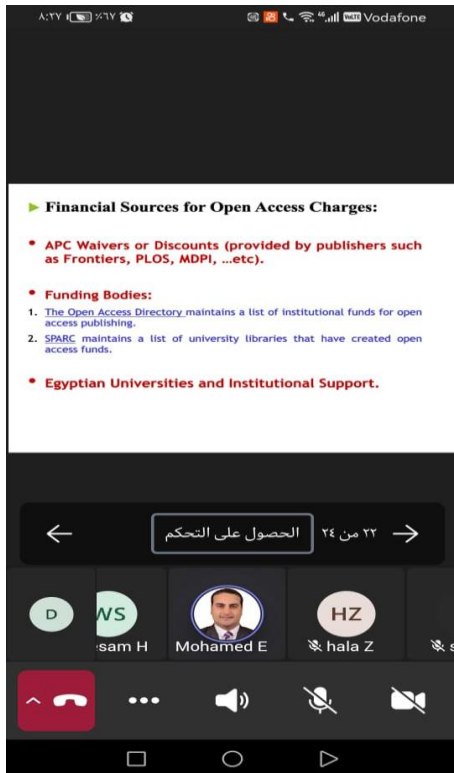 ٨:٢٧ ٪٦٧ 4G VoLTE Vodafone
Financial Sources for Open Access Charges:
• APC Waivers or Discounts (provided by publishers such
as Frontiers, PLOS, MDPI, ...etc).
• Funding Bodies:
1. The Open Access Directory maintains a list of institutional funds for open
access publishing.
2. SPARC maintains a list of university libraries that have created open
access funds.
• Egyptian Universities and Institutional Support.
٢٢ من ٢٤ الحصول على التحكم
D WS HZ
sam H Mohamed E hala Z s